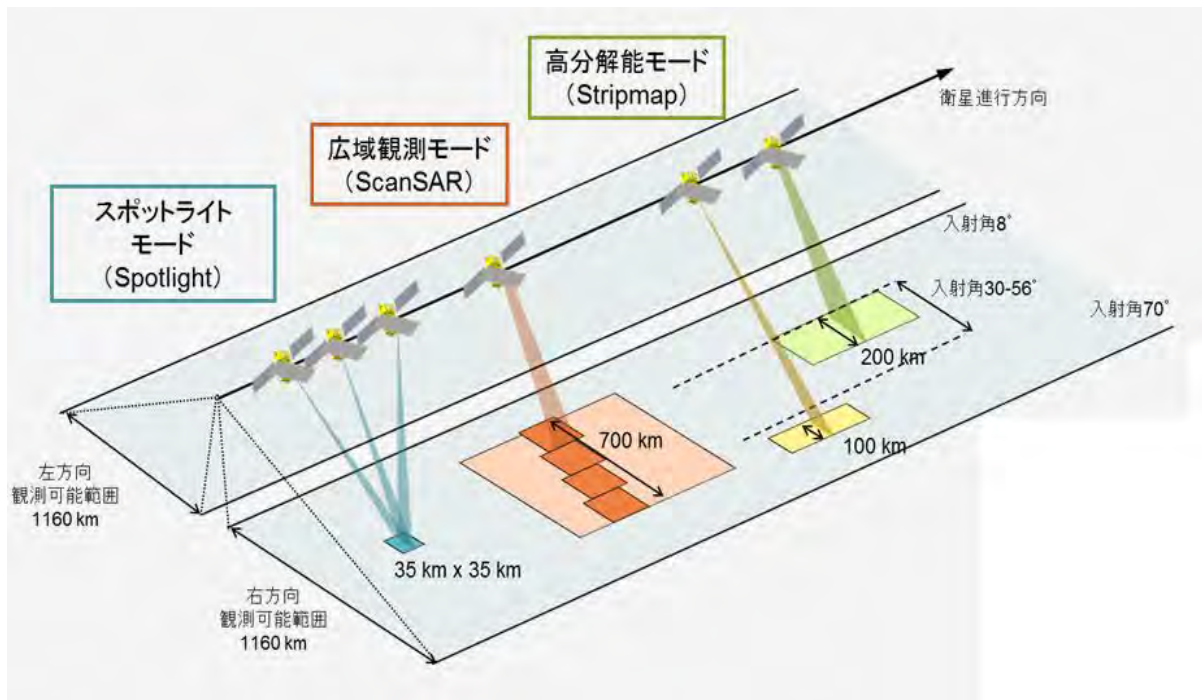 高分解能モード
（Stripmap）
衛星進行方向
広域観測モード
（ScanSAR）
スポットライト
モード
（Spotlight）
入射角8°
入射角30-56°
入射角70°
200 km
700 km
100 km
左方向
観測可能範囲
1160 km
35 km x 35 km
右方向
観測可能範囲
1160 km